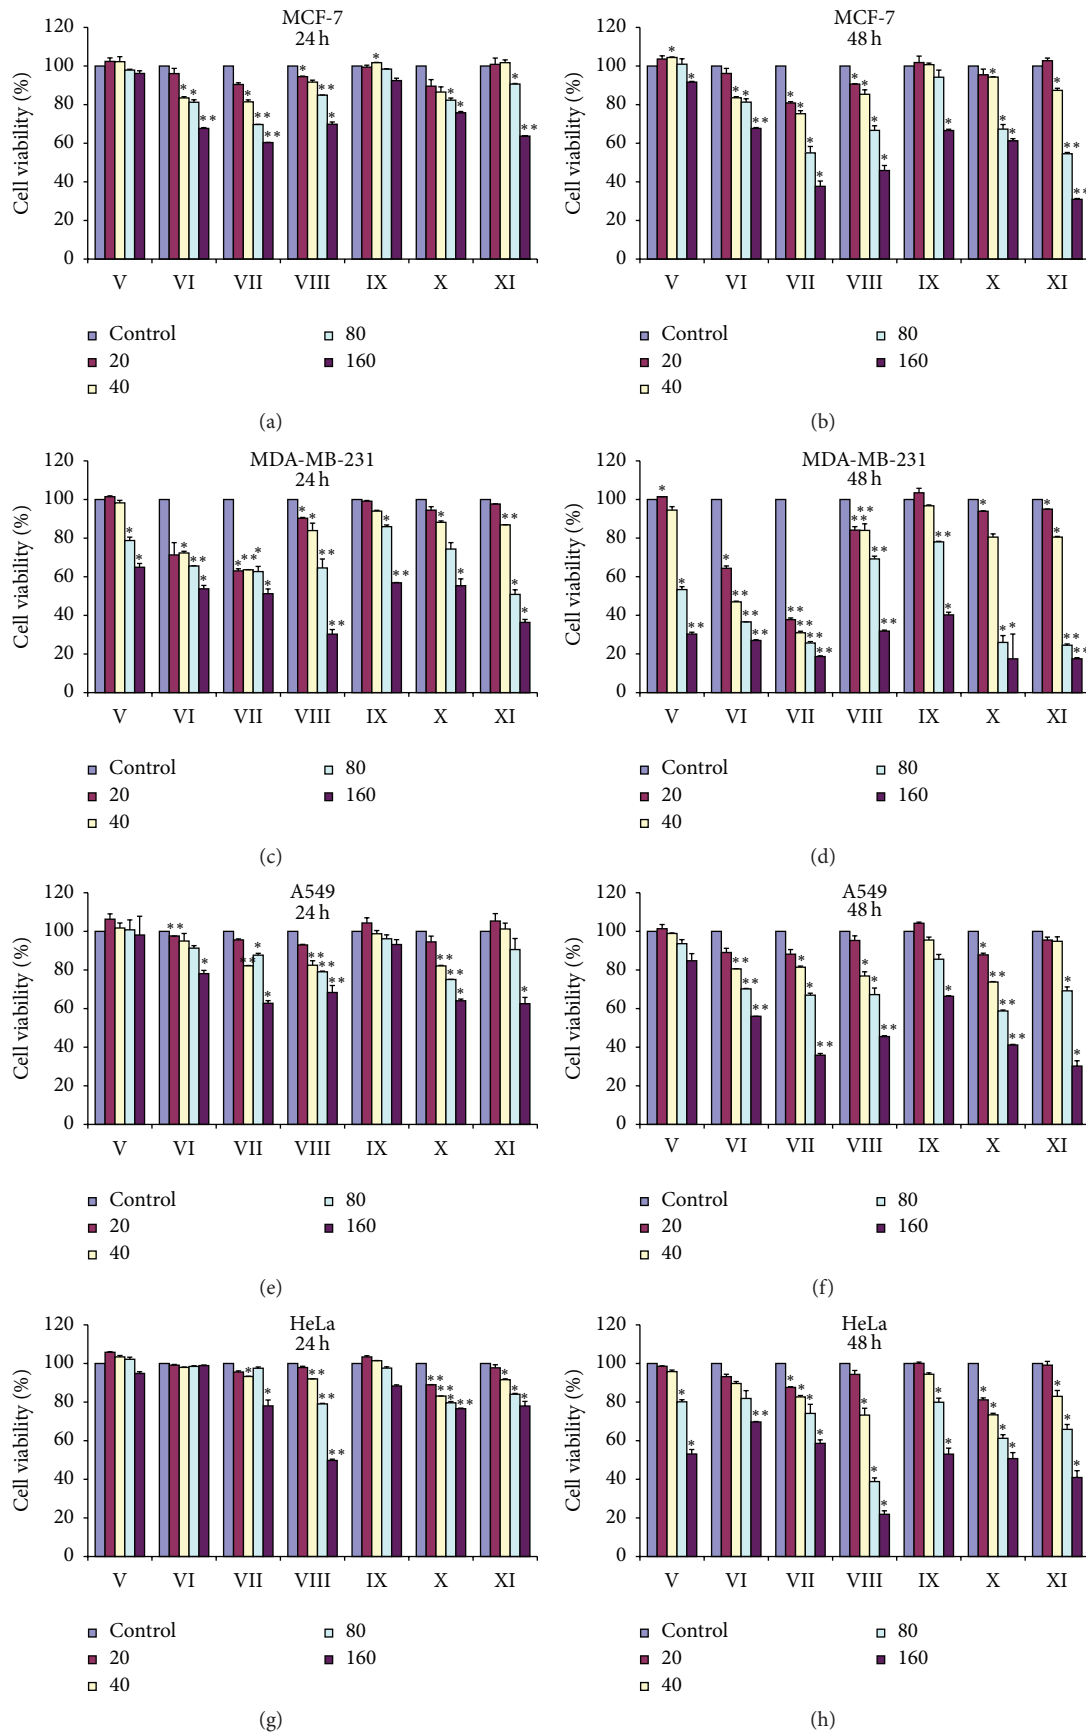 MCF-7
24 h
Cell viability (%)
120
100
80
60
40
20
0
V VI VII VIII IX X XI
Control
20
40
80
160
(a)
MCF-7
48 h
Cell viability (%)
120
100
80
60
40
20
0
V VI VII VIII IX X XI
Control
20
40
80
160
(b)
MDA-MB-231
24 h
Cell viability (%)
120
100
80
60
40
20
0
V VI VII VIII IX X XI
Control
20
40
80
160
(c)
MDA-MB-231
48 h
Cell viability (%)
120
100
80
60
40
20
0
V VI VII VIII IX X XI
Control
20
40
80
160
(d)
A549
24 h
Cell viability (%)
120
100
80
60
40
20
0
V VI VII VIII IX X XI
Control
20
40
80
160
(e)
A549
48 h
Cell viability (%)
120
100
80
60
40
20
0
V VI VII VIII IX X XI
Control
20
40
80
160
(f)
HeLa
24 h
Cell viability (%)
120
100
80
60
40
20
0
V VI VII VIII IX X XI
Control
20
40
80
160
(g)
HeLa
48 h
Cell viability (%)
120
100
80
60
40
20
0
V VI VII VIII IX X XI
Control
20
40
80
160
(h)